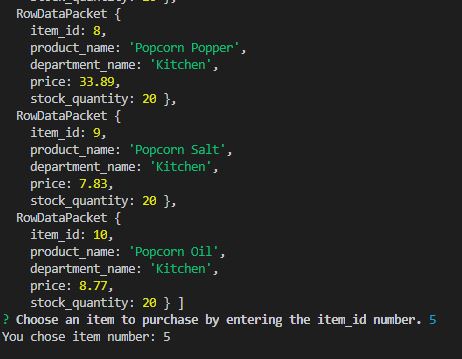 stock_quantity: 20 },
RowDataPacket {
item_id: 8,
product_name: 'Popcorn Popper',
department_name: 'Kitchen',
price: 33.89,
stock_quantity: 20 },
RowDataPacket {
item_id: 9,
product_name: 'Popcorn Salt',
department_name: 'Kitchen',
price: 7.83,
stock_quantity: 20 },
RowDataPacket {
item_id: 10,
product_name: 'Popcorn Oil',
department_name: 'Kitchen',
price: 8.77,
stock_quantity: 20 } ]
? Choose an item to purchase by entering the item_id number. 5
You chose item number: 5